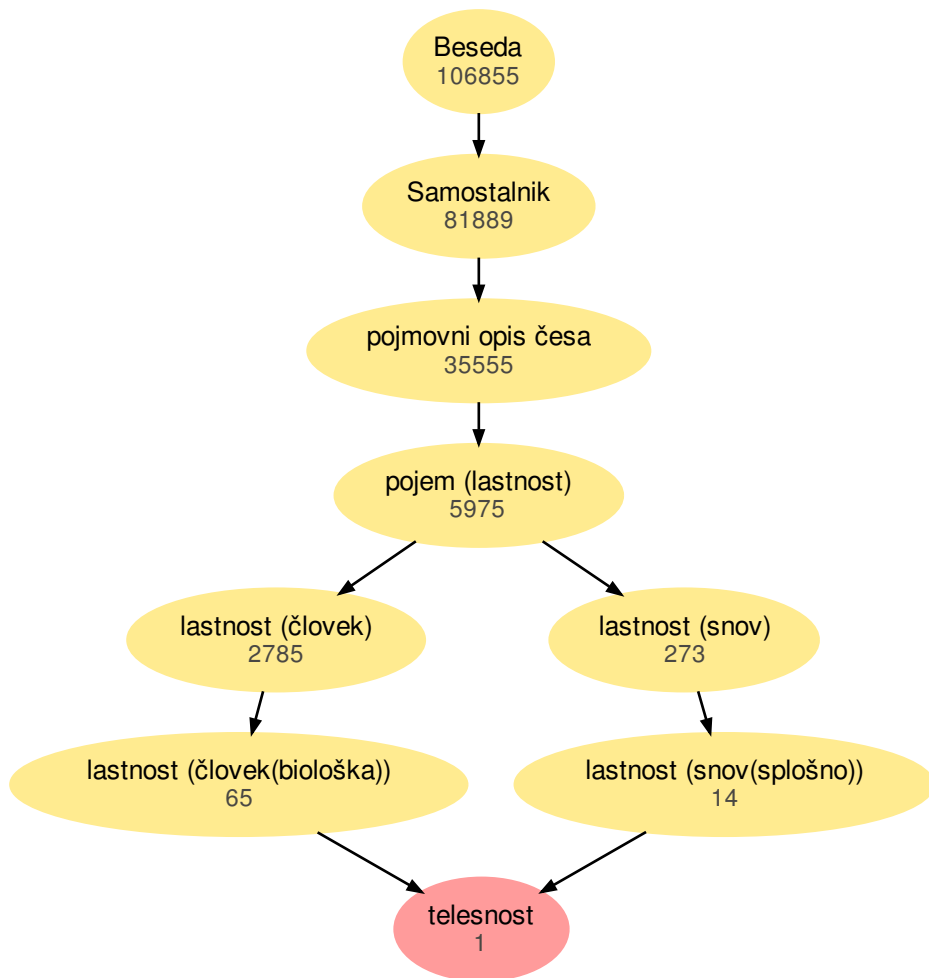 Beseda
106855
Samostalnik
81889
pojmovni opis česa
35555
pojem (lastnost)
5975
lastnost (človek)
2785
lastnost (snov)
273
lastnost (človek(biološka))
65
lastnost (snov(splošno))
14
telesnost
1